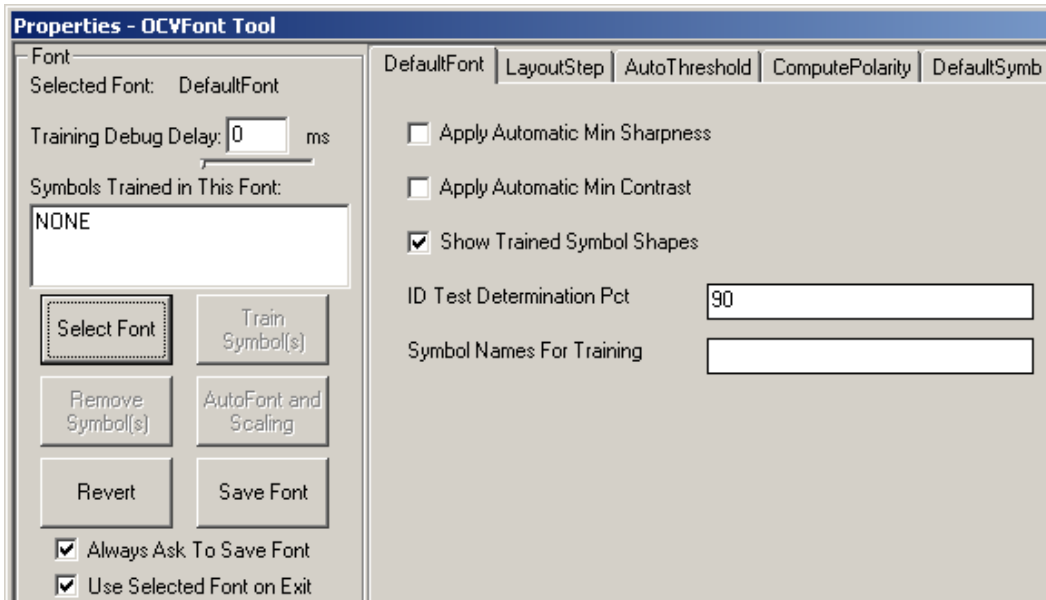 Properties - OCVFont Tool
Font
Selected Font: DefaultFont
Training Debug Delay: 0 ms
Symbols Trained in This Font:
NONE
Select Font
Train
Symbol(s)
Remove
Symbol(s)
AutoFont and
Scaling
Revert
Save Font
Always Ask To Save Font
Use Selected Font on Exit
DefaultFont LayoutStep AutoThreshold ComputePolarity DefaultSymb
Apply Automatic Min Sharpness
Apply Automatic Min Contrast
Show Trained Symbol Shapes
ID Test Determination Pct 90
Symbol Names For Training